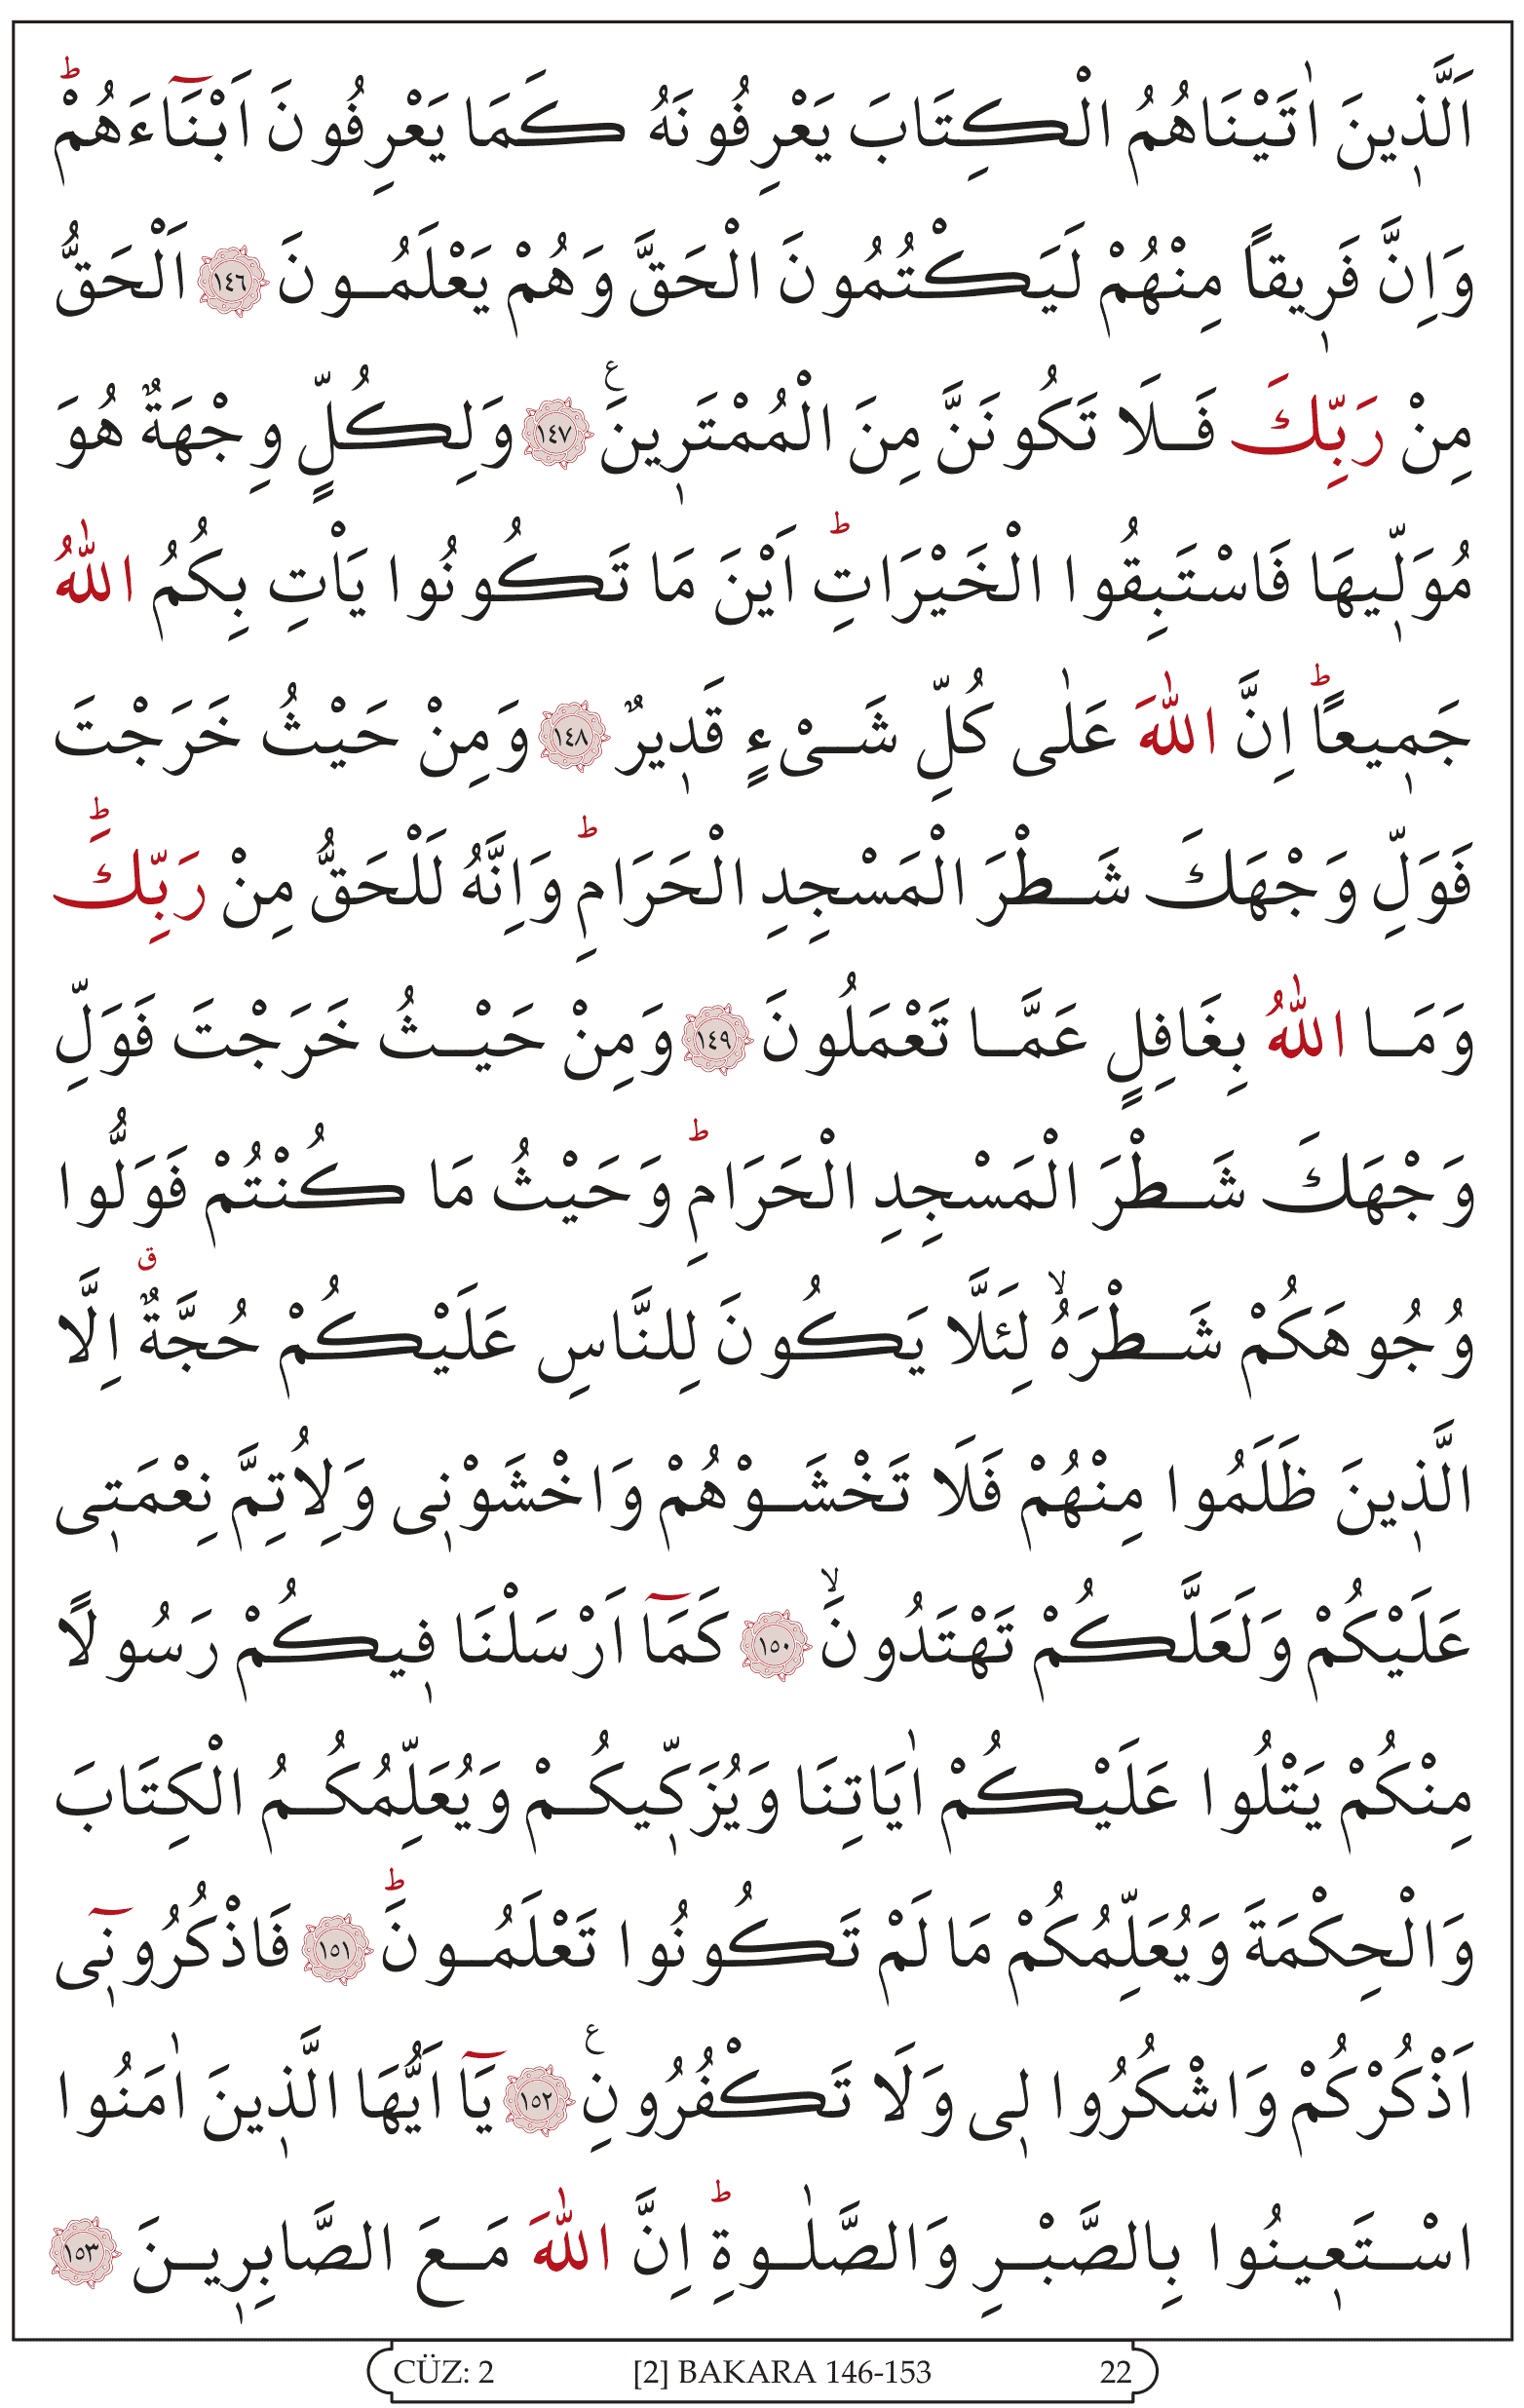 اَلَّذ۪ينَ اٰتَيْنَاهُمُ الْكِتَابَ يَعْرِفُونَهُ كَمَا يَعْرِفُونَ اَبْنَٓاءَهُمْۜ
وَاِنَّ فَر۪يقاً مِنْهُمْ لَيَكْتُمُونَ الْحَقَّ وَهُمْ يَعْلَمُونَ ﴿١٤٦﴾ اَلْحَقُّ
مِنْ رَبِّكَ فَلَا تَكُونَنَّ مِنَ الْمُمْتَر۪ينَ۟ ﴿١٤٧﴾ وَلِكُلٍّ وِجْهَةٌ هُوَ
مُوَلّ۪يهَا فَاسْتَبِقُوا الْخَيْرَاتِۜ اَيْنَ مَا تَكُونُوا يَأْتِ بِكُمُ اللّٰهُ
جَم۪يعاًۜ اِنَّ اللّٰهَ عَلٰى كُلِّ شَيْءٍ قَد۪يرٌ ﴿١٤٨﴾ وَمِنْ حَيْثُ خَرَجْتَ
فَوَلِّ وَجْهَكَ شَطْرَ الْمَسْجِدِ الْحَرَامِۜ وَاِنَّهُ لَلْحَقُّ مِنْ رَبِّكَۜ
وَمَا اللّٰهُ بِغَافِلٍ عَمَّا تَعْمَلُونَ ﴿١٤٩﴾ وَمِنْ حَيْثُ خَرَجْتَ فَوَلِّ
وَجْهَكَ شَطْرَ الْمَسْجِدِ الْحَرَامِۜ وَحَيْثُ مَا كُنْتُمْ فَوَلُّوا
وُجُوهَكُمْ شَطْرَهُۙ لِئَلَّا يَكُونَ لِلنَّاسِ عَلَيْكُمْ حُجَّةٌۗ اِلَّا
الَّذ۪ينَ ظَلَمُوا مِنْهُمْ فَلَا تَخْشَوْهُمْ وَاخْشَوْن۪ي وَلِاُتِمَّ نِعْمَت۪ي
عَلَيْكُمْ وَلَعَلَّكُمْ تَهْتَدُونَۙ ﴿١٥٠﴾ كَمَٓا اَرْسَلْنَا ف۪يكُمْ رَسُولاً
مِنْكُمْ يَتْلُوا عَلَيْكُمْ اٰيَاتِنَا وَيُزَكّ۪يكُمْ وَيُعَلِّمُكُمُ الْكِتَابَ
وَالْحِكْمَةَ وَيُعَلِّمُكُمْ مَا لَمْ تَكُونُوا تَعْلَمُونَۜ ﴿١٥١﴾ فَاذْكُرُون۪ٓي
اَذْكُرْكُمْ وَاشْكُرُوا ل۪ي وَلَا تَكْفُرُونِ۟ ﴿١٥٢﴾ يَٓا اَيُّهَا الَّذ۪ينَ اٰمَنُوا
اسْتَع۪ينُوا بِالصَّبْرِ وَالصَّلٰوةِۜ اِنَّ اللّٰهَ مَعَ الصَّابِر۪ينَ ﴿١٥٣﴾
CÜZ: 2 [2] BAKARA 146-153 22